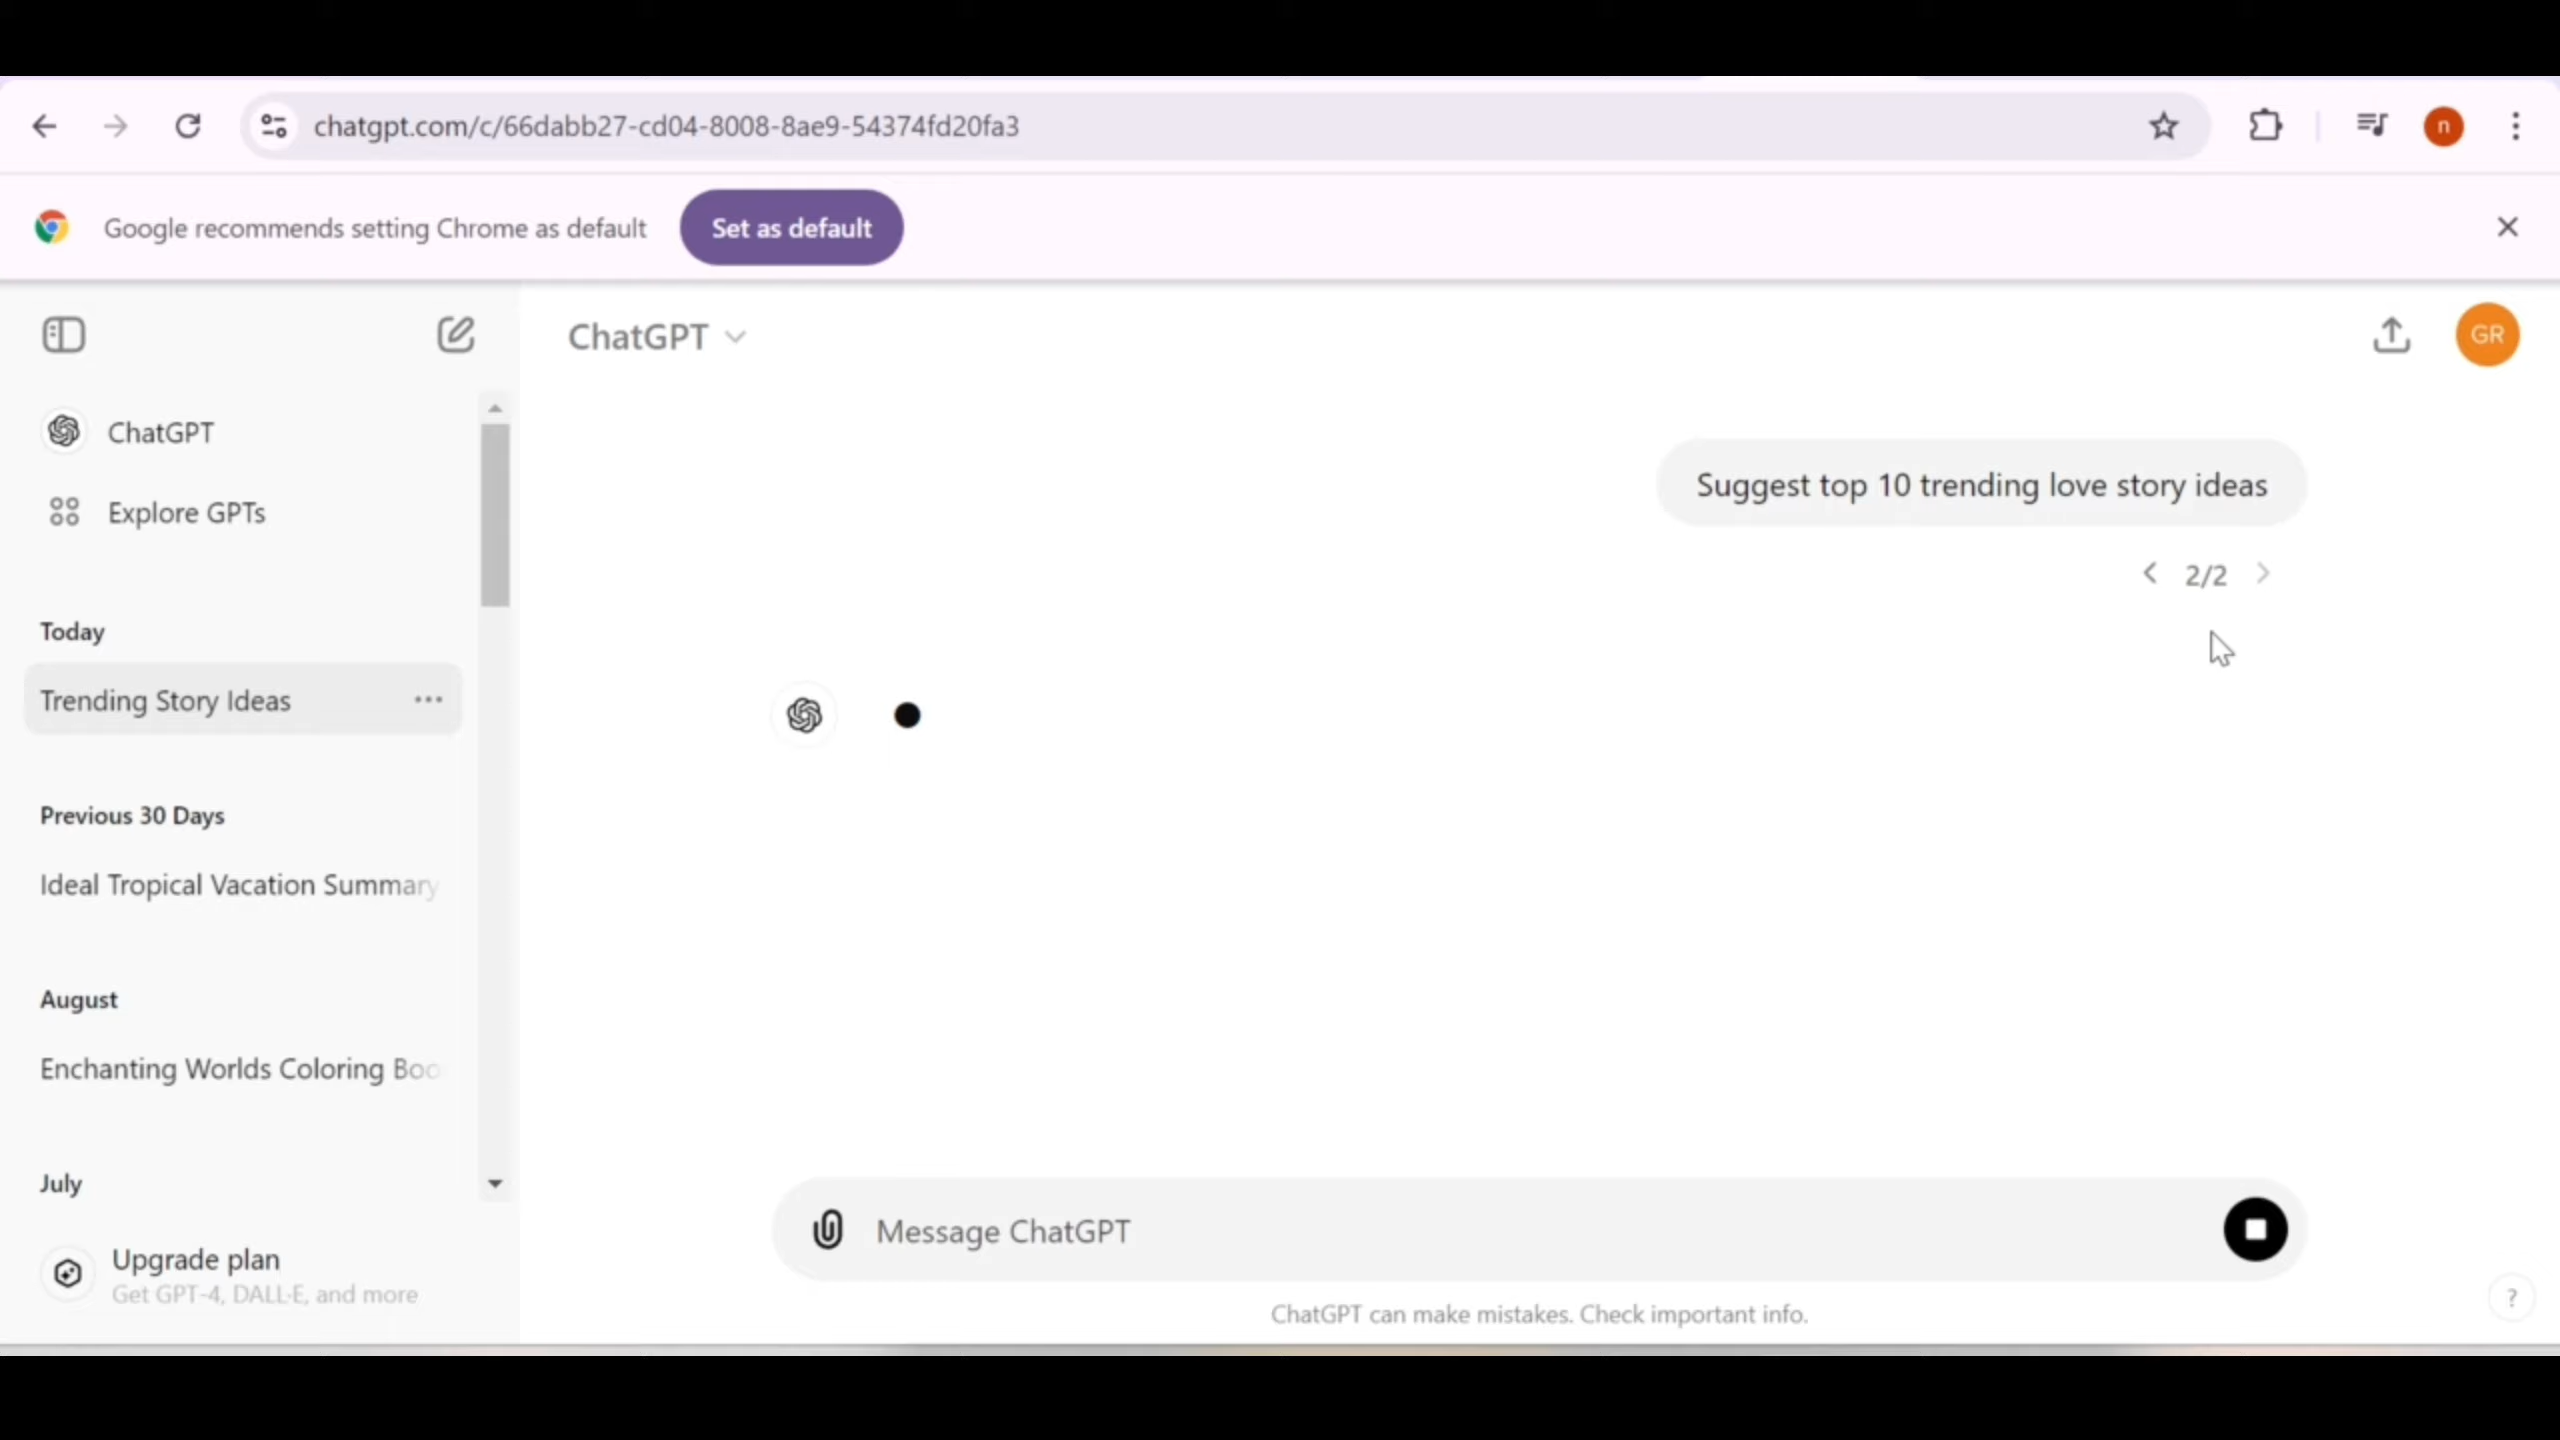 chatgpt.com/c/66dabb27-cd04-8008-8ae9-54374fd20fa3
n
Google recommends setting Chrome as default
Set as default
ChatGPT
GR
ChatGPT
Explore GPTs
Suggest top 10 trending love story ideas
2/2
Today
Trending Story Ideas
Previous 30 Days
Ideal Tropical Vacation Summary
August
Enchanting Worlds Coloring Boo
July
Upgrade plan
Get GPT-4, DALL·E, and more
Message ChatGPT
ChatGPT can make mistakes. Check important info.
?